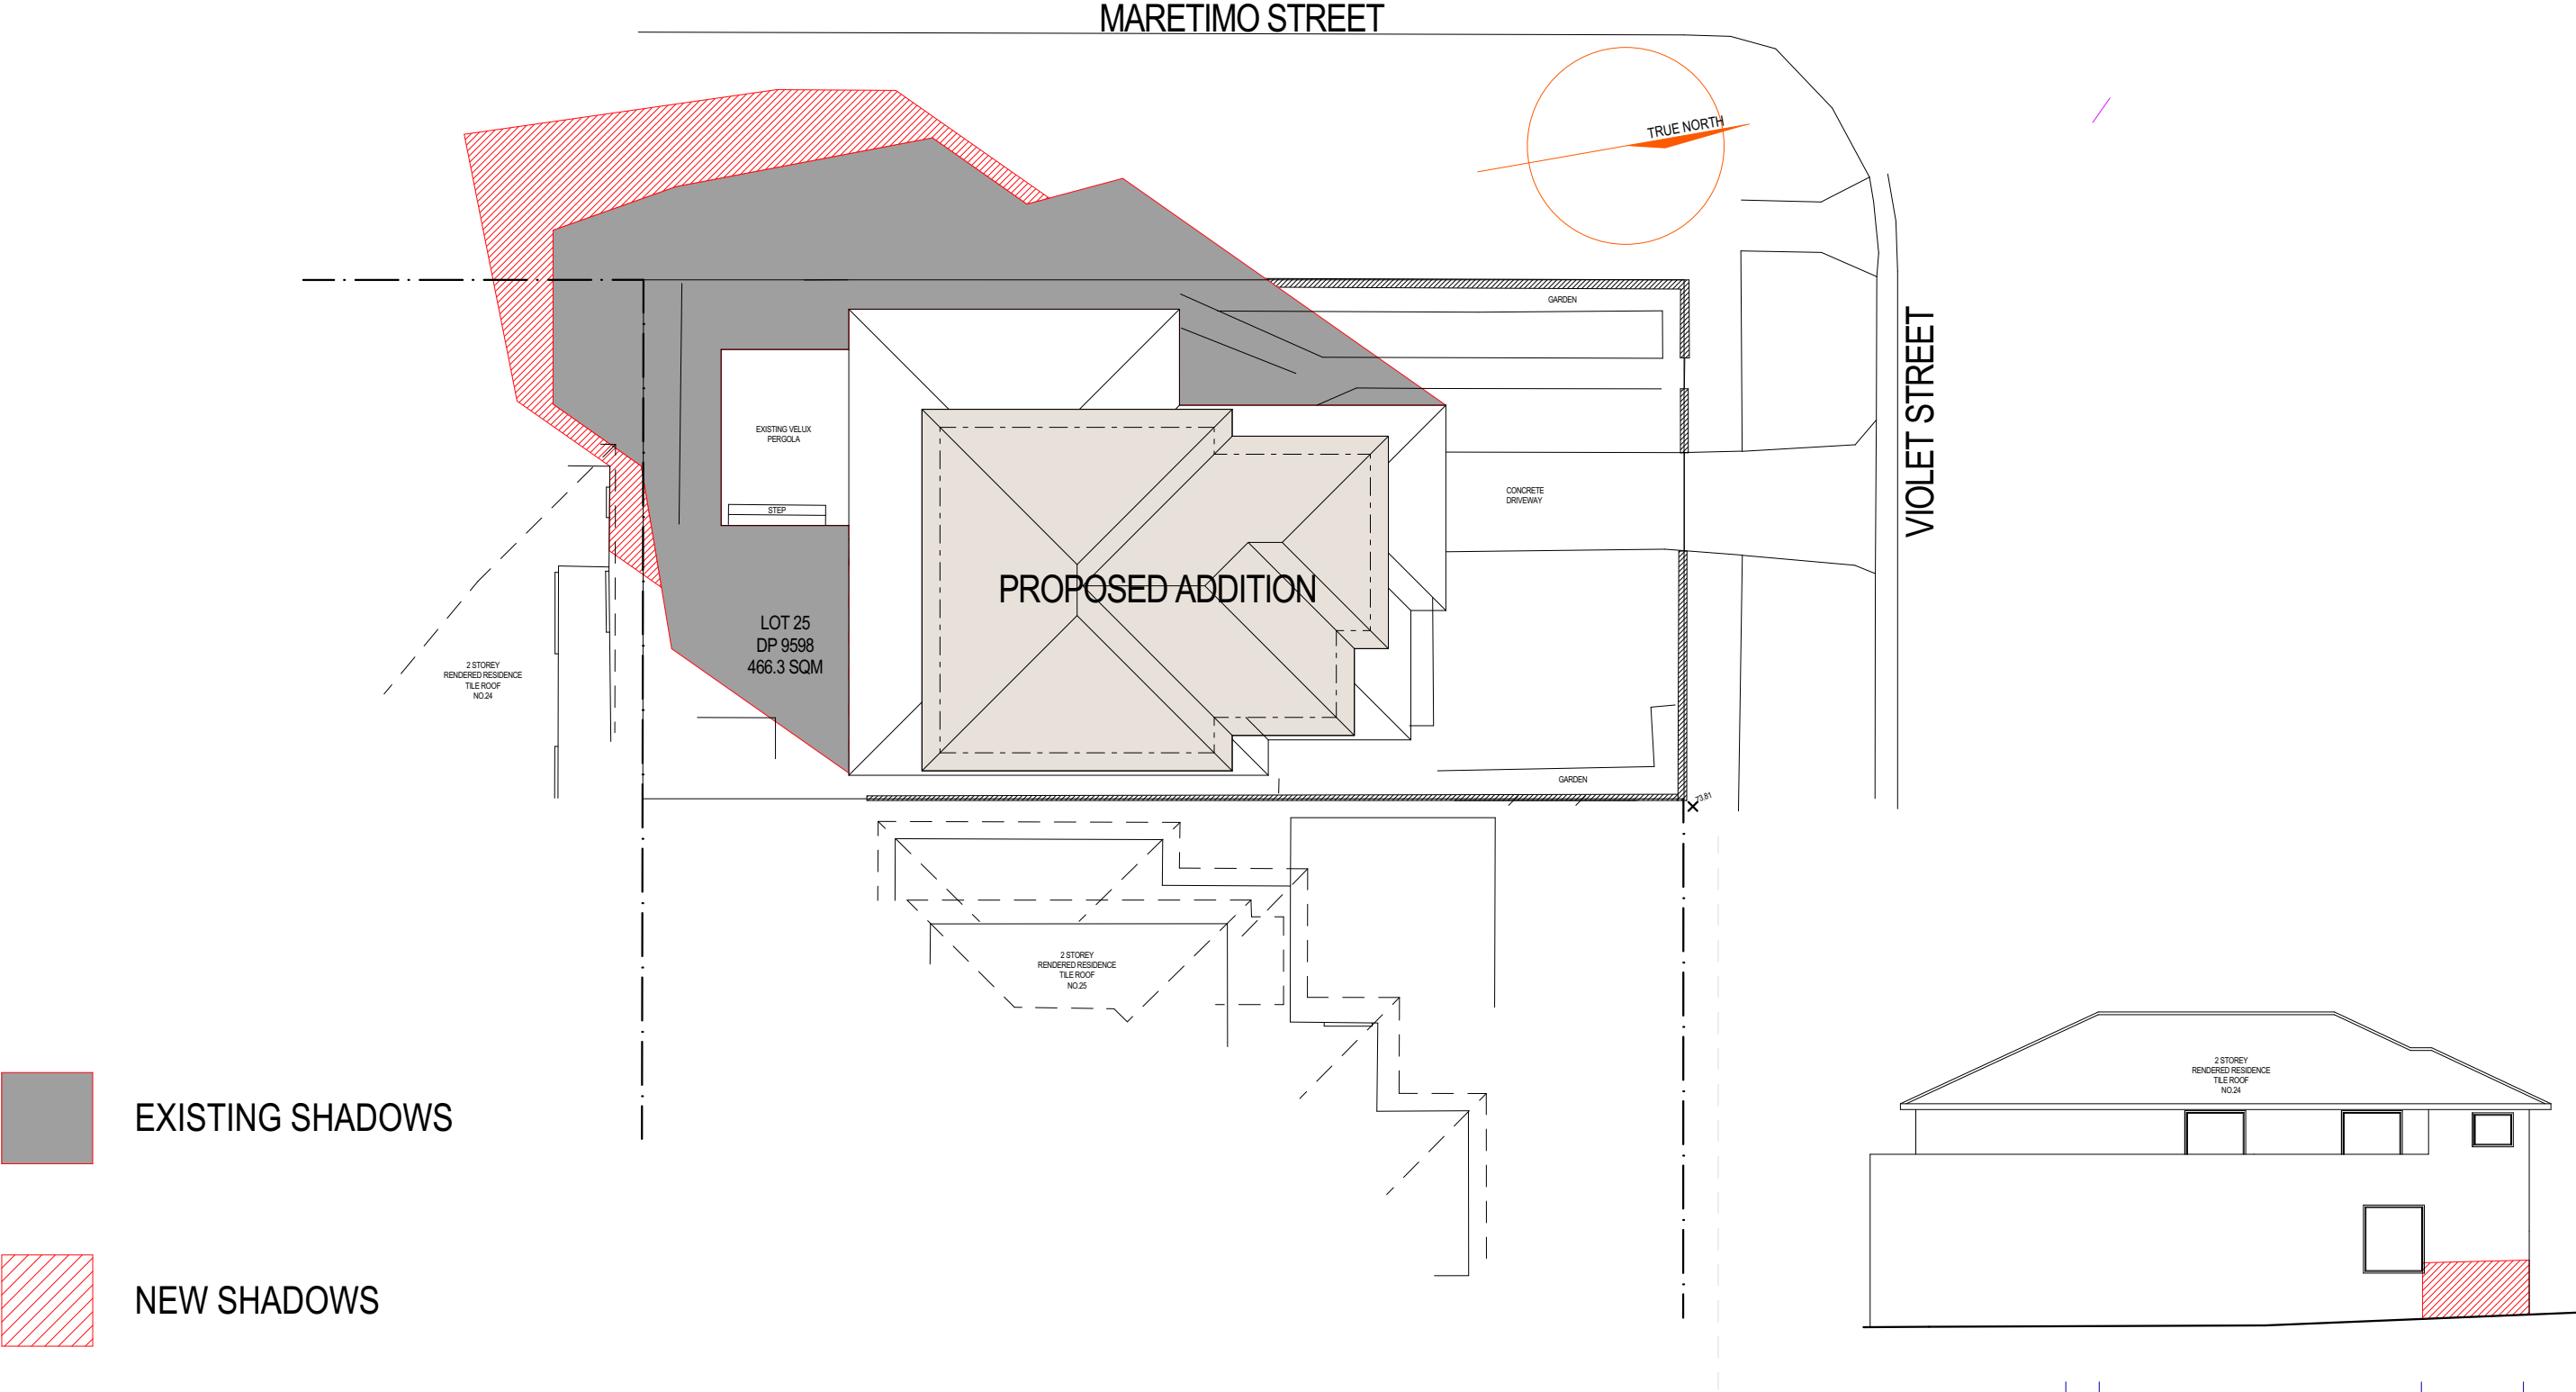 MARETIMO STREET
TRUE NORTH
GARDEN
VIOLET STREET
EXISTING VELUX
PERGOLA
STEP
CONCRETE
DRIVEWAY
PROPOSED ADDITION
LOT 25
DP 9598
466.3 SQM
2 STOREY
RENDERED RESIDENCE
TILE ROOF
NO.24
GARDEN
73.81
2 STOREY
RENDERED RESIDENCE
TILE ROOF
NO.25
2 STOREY
RENDERED RESIDENCE
TILE ROOF
NO.24
EXISTING SHADOWS
NEW SHADOWS